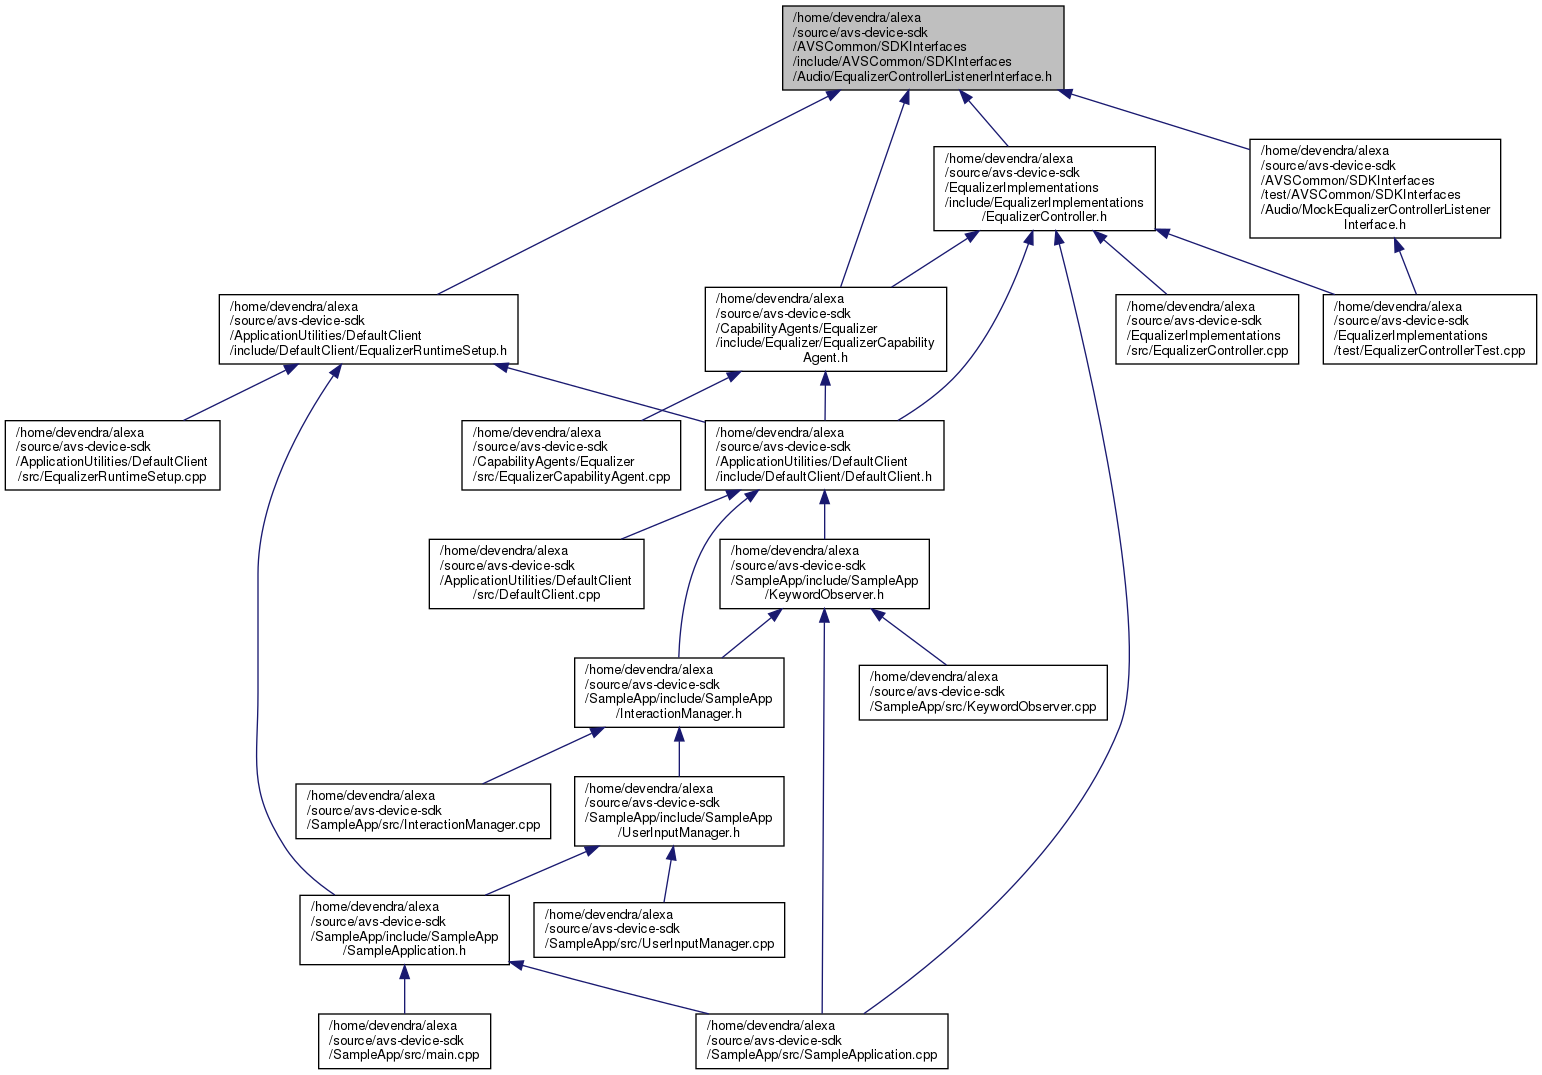 /home/devendra/alexa
/source/avs-device-sdk
/AVSCommon/SDKInterfaces
/include/AVSCommon/SDKInterfaces
/Audio/EqualizerControllerListenerInterface.h
/home/devendra/alexa
/source/avs-device-sdk
/AVSCommon/SDKInterfaces
/test/AVSCommon/SDKInterfaces
/Audio/MockEqualizerControllerListener
Interface.h
/home/devendra/alexa
/source/avs-device-sdk
/EqualizerImplementations
/include/EqualizerImplementations
/EqualizerController.h
/home/devendra/alexa
/source/avs-device-sdk
/ApplicationUtilities/DefaultClient
/include/DefaultClient/EqualizerRuntimeSetup.h
/home/devendra/alexa
/source/avs-device-sdk
/CapabilityAgents/Equalizer
/include/Equalizer/EqualizerCapability
Agent.h
/home/devendra/alexa
/source/avs-device-sdk
/EqualizerImplementations
/src/EqualizerController.cpp
/home/devendra/alexa
/source/avs-device-sdk
/EqualizerImplementations
/test/EqualizerControllerTest.cpp
/home/devendra/alexa
/source/avs-device-sdk
/ApplicationUtilities/DefaultClient
/src/EqualizerRuntimeSetup.cpp
/home/devendra/alexa
/source/avs-device-sdk
/CapabilityAgents/Equalizer
/src/EqualizerCapabilityAgent.cpp
/home/devendra/alexa
/source/avs-device-sdk
/ApplicationUtilities/DefaultClient
/include/DefaultClient/DefaultClient.h
/home/devendra/alexa
/source/avs-device-sdk
/ApplicationUtilities/DefaultClient
/src/DefaultClient.cpp
/home/devendra/alexa
/source/avs-device-sdk
/SampleApp/include/SampleApp
/KeywordObserver.h
/home/devendra/alexa
/source/avs-device-sdk
/SampleApp/include/SampleApp
/InteractionManager.h
/home/devendra/alexa
/source/avs-device-sdk
/SampleApp/src/KeywordObserver.cpp
/home/devendra/alexa
/source/avs-device-sdk
/SampleApp/src/InteractionManager.cpp
/home/devendra/alexa
/source/avs-device-sdk
/SampleApp/include/SampleApp
/UserInputManager.h
/home/devendra/alexa
/source/avs-device-sdk
/SampleApp/include/SampleApp
/SampleApplication.h
/home/devendra/alexa
/source/avs-device-sdk
/SampleApp/src/UserInputManager.cpp
/home/devendra/alexa
/source/avs-device-sdk
/SampleApp/src/main.cpp
/home/devendra/alexa
/source/avs-device-sdk
/SampleApp/src/SampleApplication.cpp